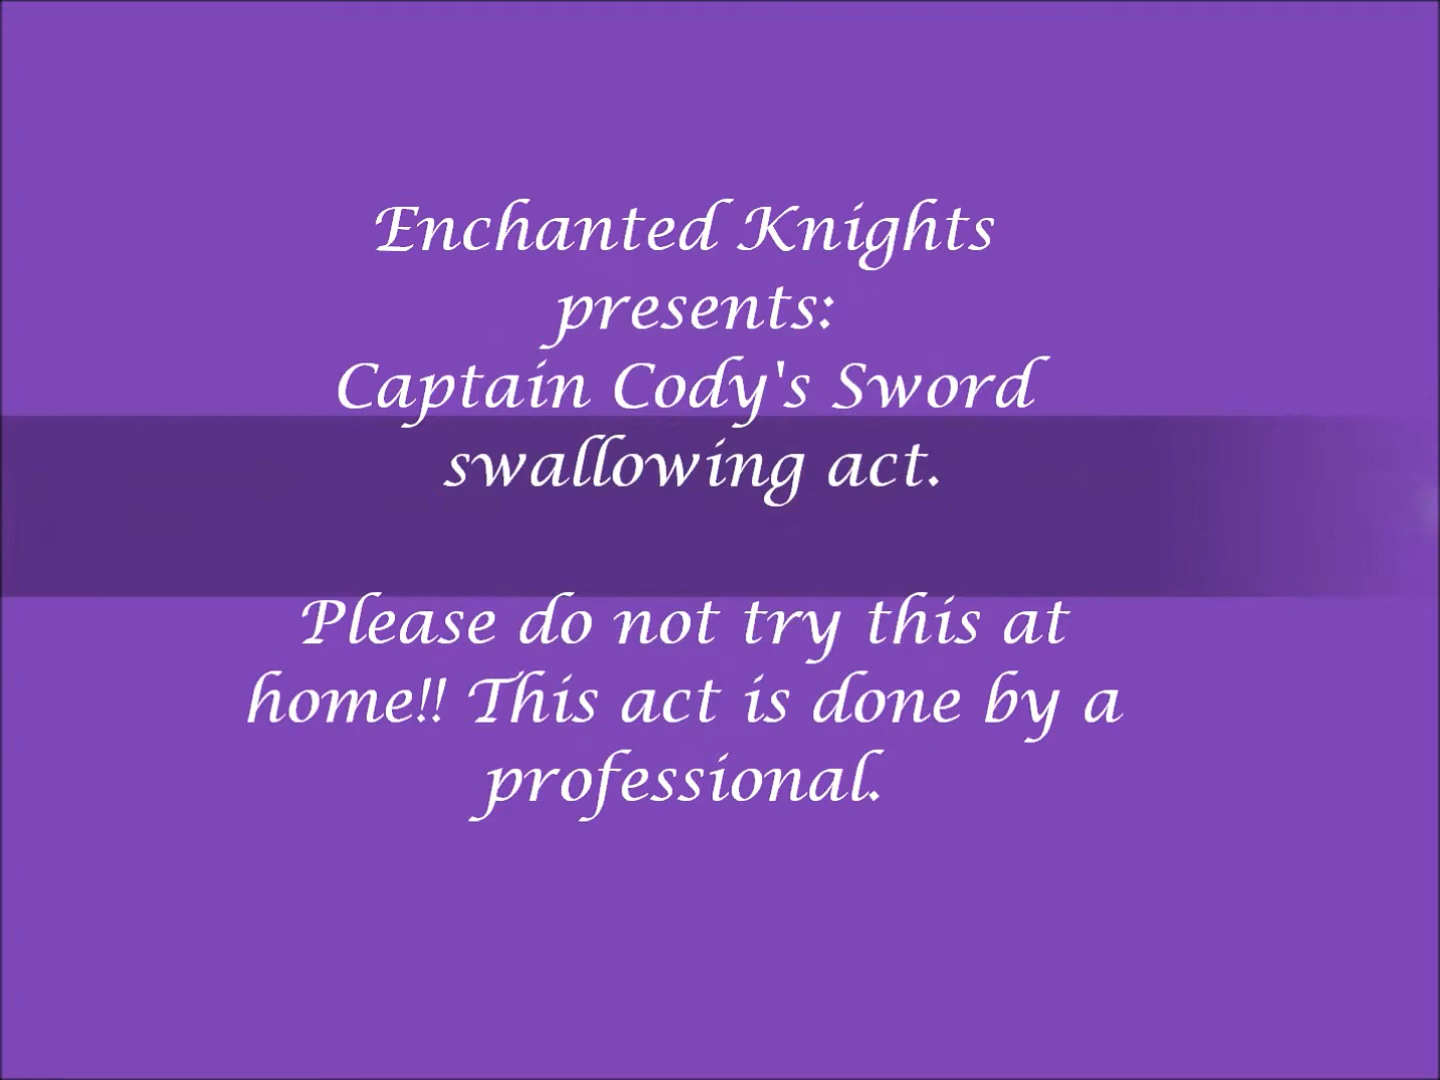 Enchanted Knights
presents:
Captain Cody's Sword
swallowing act.
Please do not try this at
home!! This act is done by a
professional.